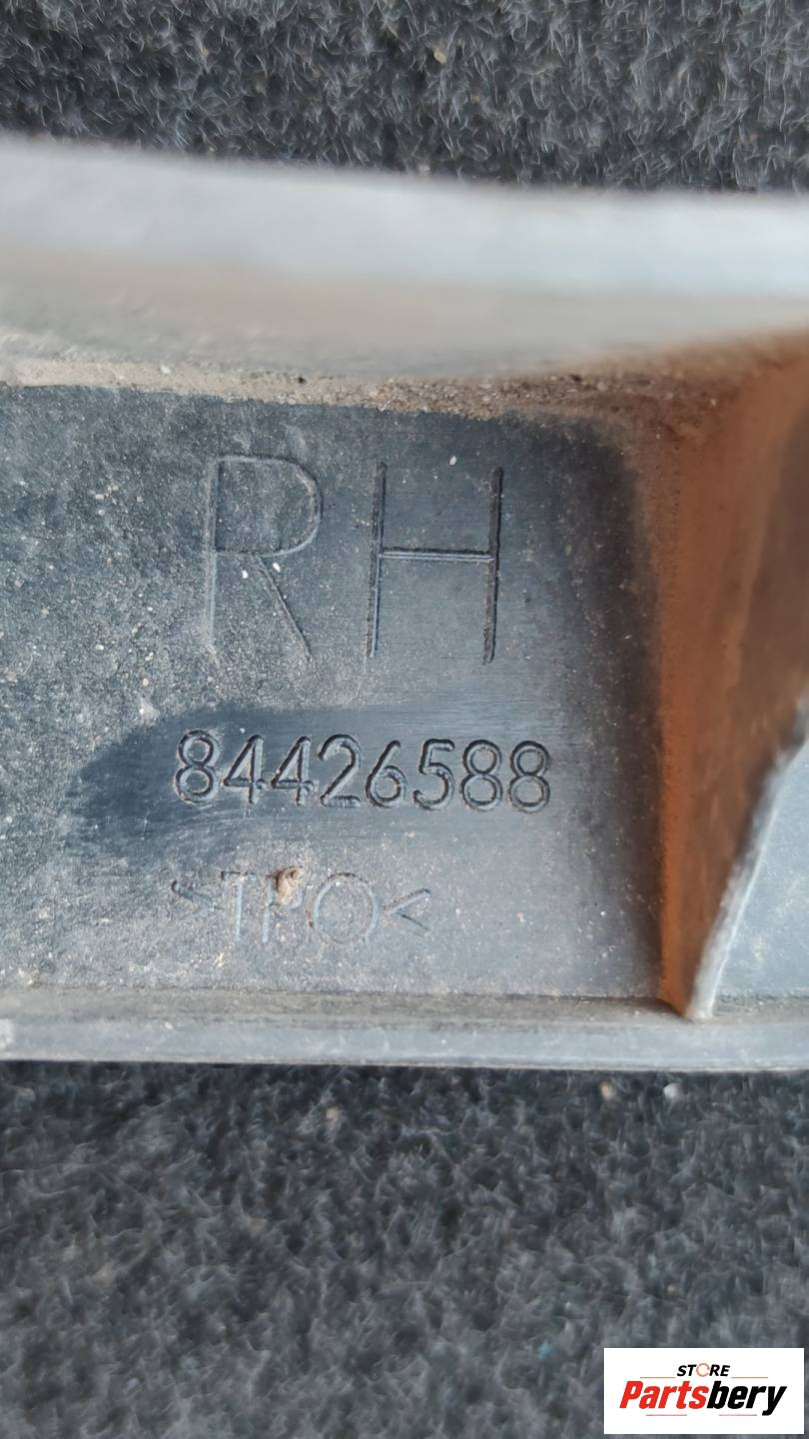 RH
84426588
>TPO<
STORE
Partsbery